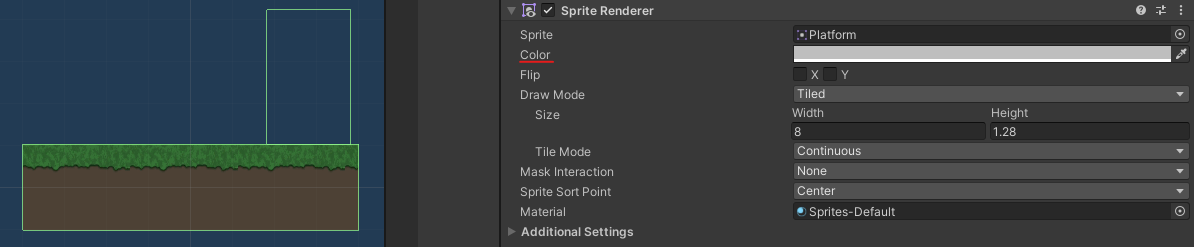 Sprite Renderer
Sprite Platform
Color
Flip X Y
Draw Mode Tiled
Size Width Height
8 1.28
Tile Mode Continuous
Mask Interaction None
Sprite Sort Point Center
Material Sprites-Default
Additional Settings